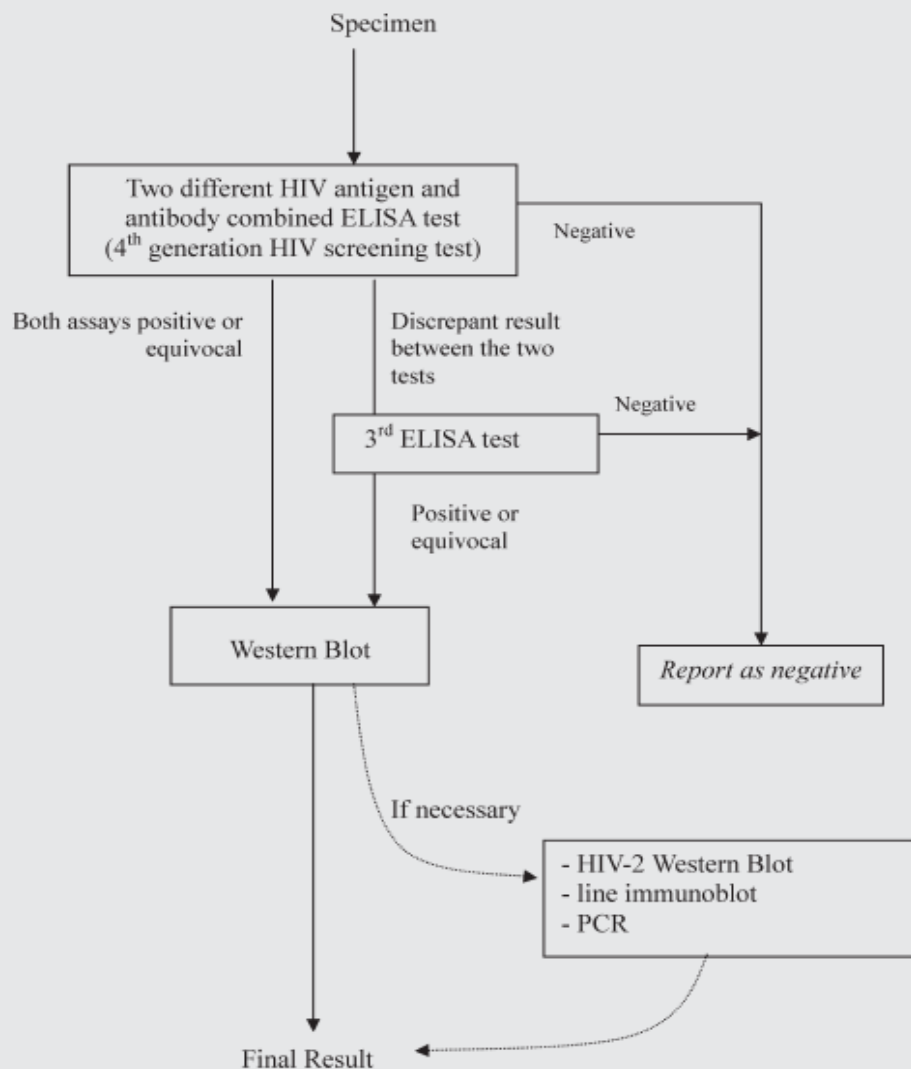 Specimen
Two different HIV antigen and
antibody combined ELISA test
(4th generation HIV screening test)
Negative
Both assays positive or
equivocal
Discrepant result
between the two
tests
Negative
3rd ELISA test
Positive or
equivocal
Western Blot
Report as negative
If necessary
- HIV-2 Western Blot
- line immunoblot
- PCR
Final Result